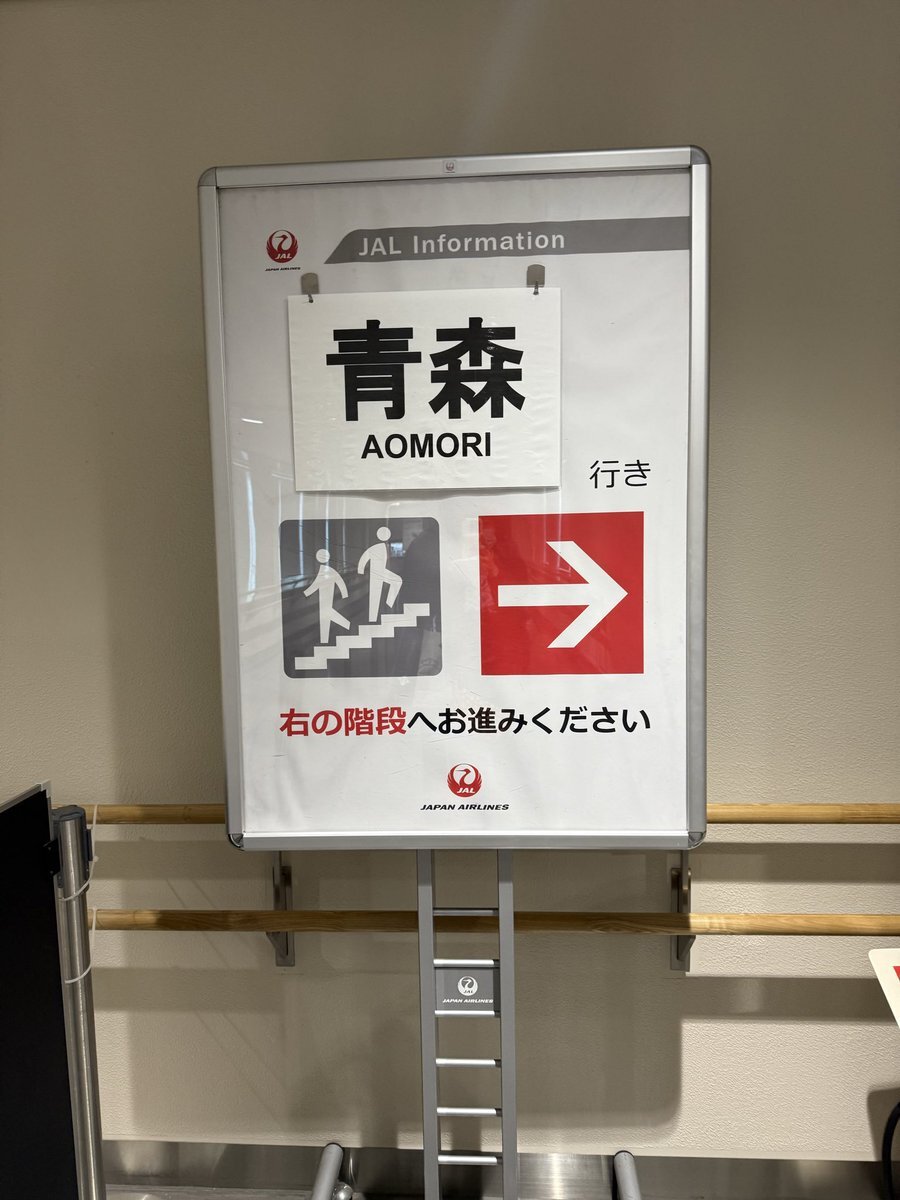 JAL
JAPAN AIRLINES
JAL Information
青森
AOMORI
行き
右の階段へお進みください
JAL
JAPAN AIRLINES
JAL
JAPAN AIRLINES